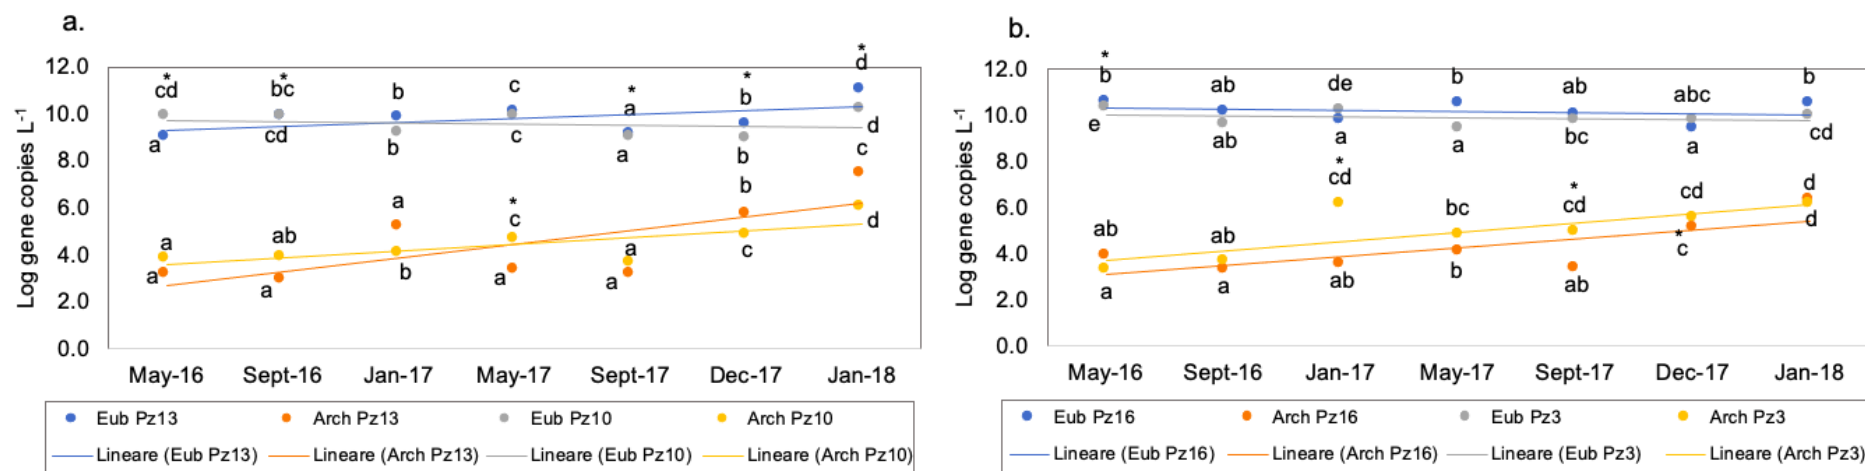 a.
12.0
10.0
8.0
6.0
4.0
2.0
0.0
Log gene copies L-1
* * * * *
cd bc b c a b d
a cd b c a b d
a ab a * c a b c
a a b a a c d
May-16 Sept-16 Jan-17 May-17 Sept-17 Dec-17 Jan-18
Eub Pz13 Arch Pz13 Eub Pz10 Arch Pz10
Lineare (Eub Pz13) Lineare (Arch Pz13) Lineare (Eub Pz10) Lineare (Arch Pz10)
b.
12.0
10.0
8.0
6.0
4.0
2.0
0.0
Log gene copies L-1
*
b ab de b ab abc b
e ab a a bc a cd
* *
ab ab cd bc cd cd d
*
a a ab b ab c d
May-16 Sept-16 Jan-17 May-17 Sept-17 Dec-17 Jan-18
Eub Pz16 Arch Pz16 Eub Pz3 Arch Pz3
Lineare (Eub Pz16) Lineare (Arch Pz16) Lineare (Eub Pz3) Lineare (Arch Pz3)